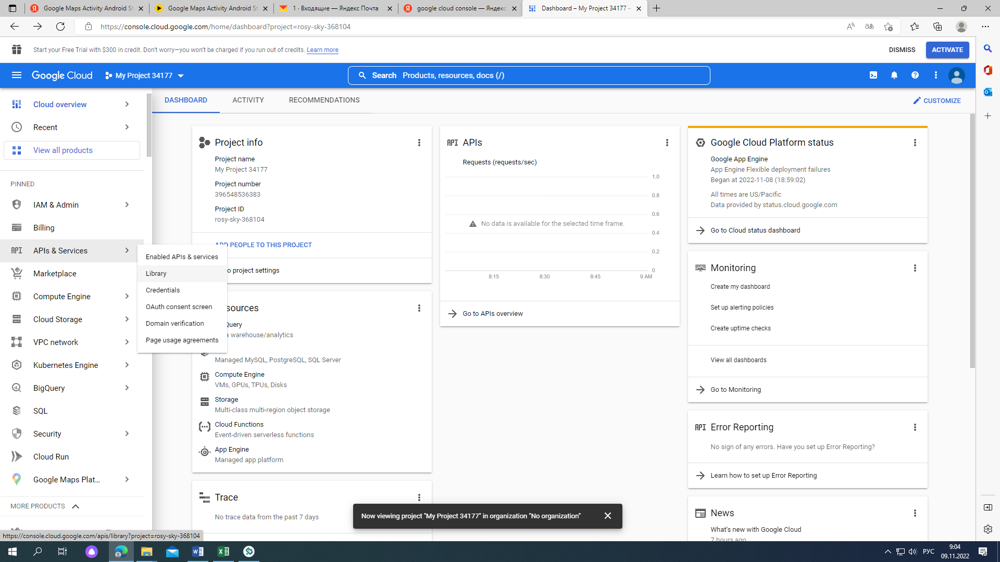 Google Maps Activity Android St
Google Maps Activity Android St
1 · Входящие — Яндекс Почта
google cloud console — Яндекс
Dashboard – My Project 34177 –
https://console.cloud.google.com/home/dashboard?project=rosy-sky-368104
Start your Free Trial with $300 in credit. Don't worry—you won't be charged if you run out of credits. Learn more
DISMISS
ACTIVATE
Google Cloud
My Project 34177
Search Products, resources, docs (/)
Cloud overview
Recent
View all products
PINNED
IAM & Admin
Billing
APIs & Services
Marketplace
Compute Engine
Cloud Storage
VPC network
Kubernetes Engine
BigQuery
SQL
Security
Cloud Run
Google Maps Plat...
MORE PRODUCTS
https://console.cloud.google.com/apis/library?project=rosy-sky-368104
Enabled APIs & services
Library
Credentials
OAuth consent screen
Domain verification
Page usage agreements
DASHBOARD
ACTIVITY
RECOMMENDATIONS
CUSTOMIZE
Project info
Project name
My Project 34177
Project number
396548536383
Project ID
rosy-sky-368104
ADD PEOPLE TO THIS PROJECT
o project settings
sources
Query
a warehouse/analytics
Managed MySQL, PostgreSQL, SQL Server
Compute Engine
VMs, GPUs, TPUs, Disks
Storage
Multi-class multi-region object storage
Cloud Functions
Event-driven serverless functions
App Engine
Managed app platform
Trace
No trace data from the past 7 days
API APIs
Requests (requests/sec)
1.0
0.8
0.6
No data is available for the selected time frame.
0.4
0.2
0
8:15 8:30 8:45 9 AM
Go to APIs overview
Google Cloud Platform status
Google App Engine
App Engine Flexible deployment failures
Began at 2022-11-08 (18:59:02)
All times are US/Pacific
Data provided by status.cloud.google.com
Go to Cloud status dashboard
Monitoring
Create my dashboard
Set up alerting policies
Create uptime checks
View all dashboards
Go to Monitoring
API Error Reporting
No sign of any errors. Have you set up Error Reporting?
Learn how to set up Error Reporting
News
What's new with Google Cloud
7 hours ago
Now viewing project "My Project 34177" in organization "No organization"
РУС
9:04
09.11.2022